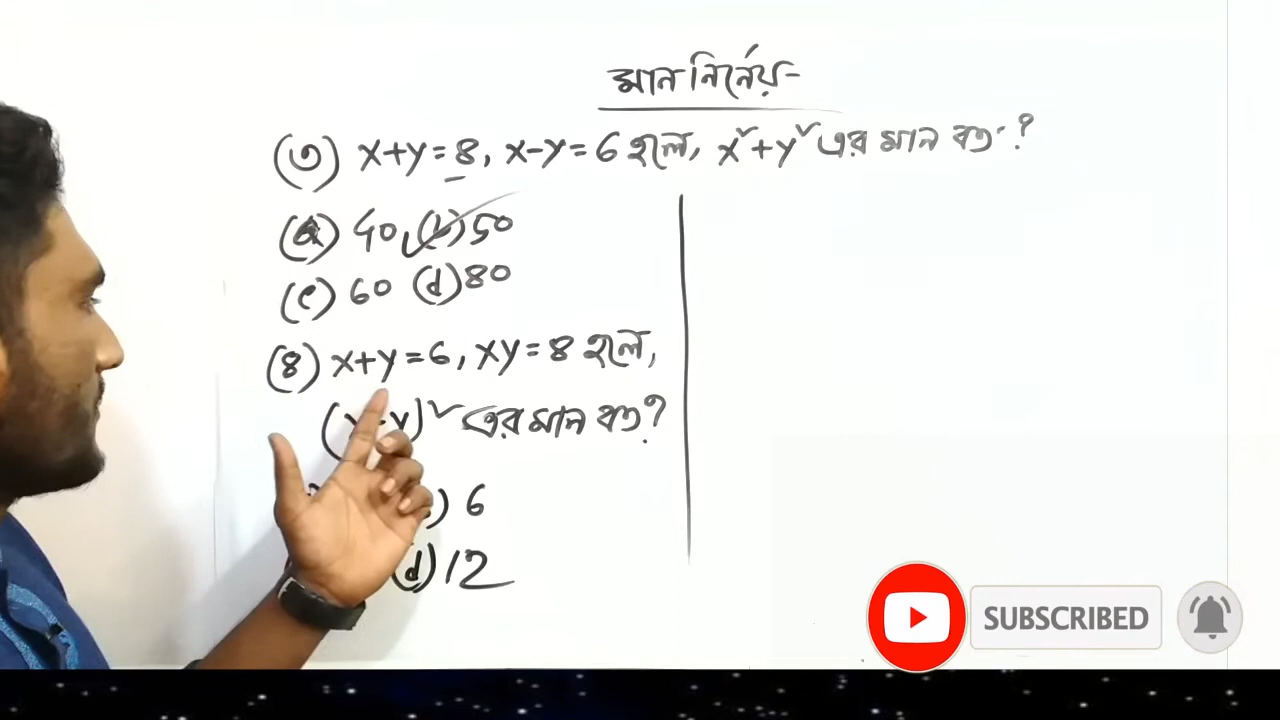 মান নির্নেয়-
(৩) x+y=8, x-y=6 হলে, x²+y² এর মান কত?
(a) 40, (b) 50
(c) 60 (d) 80
(৪) x+y=6, xy=8 হলে,
(x-y)² এর মান কত?
) 6
(d) 12
SUBSCRIBED